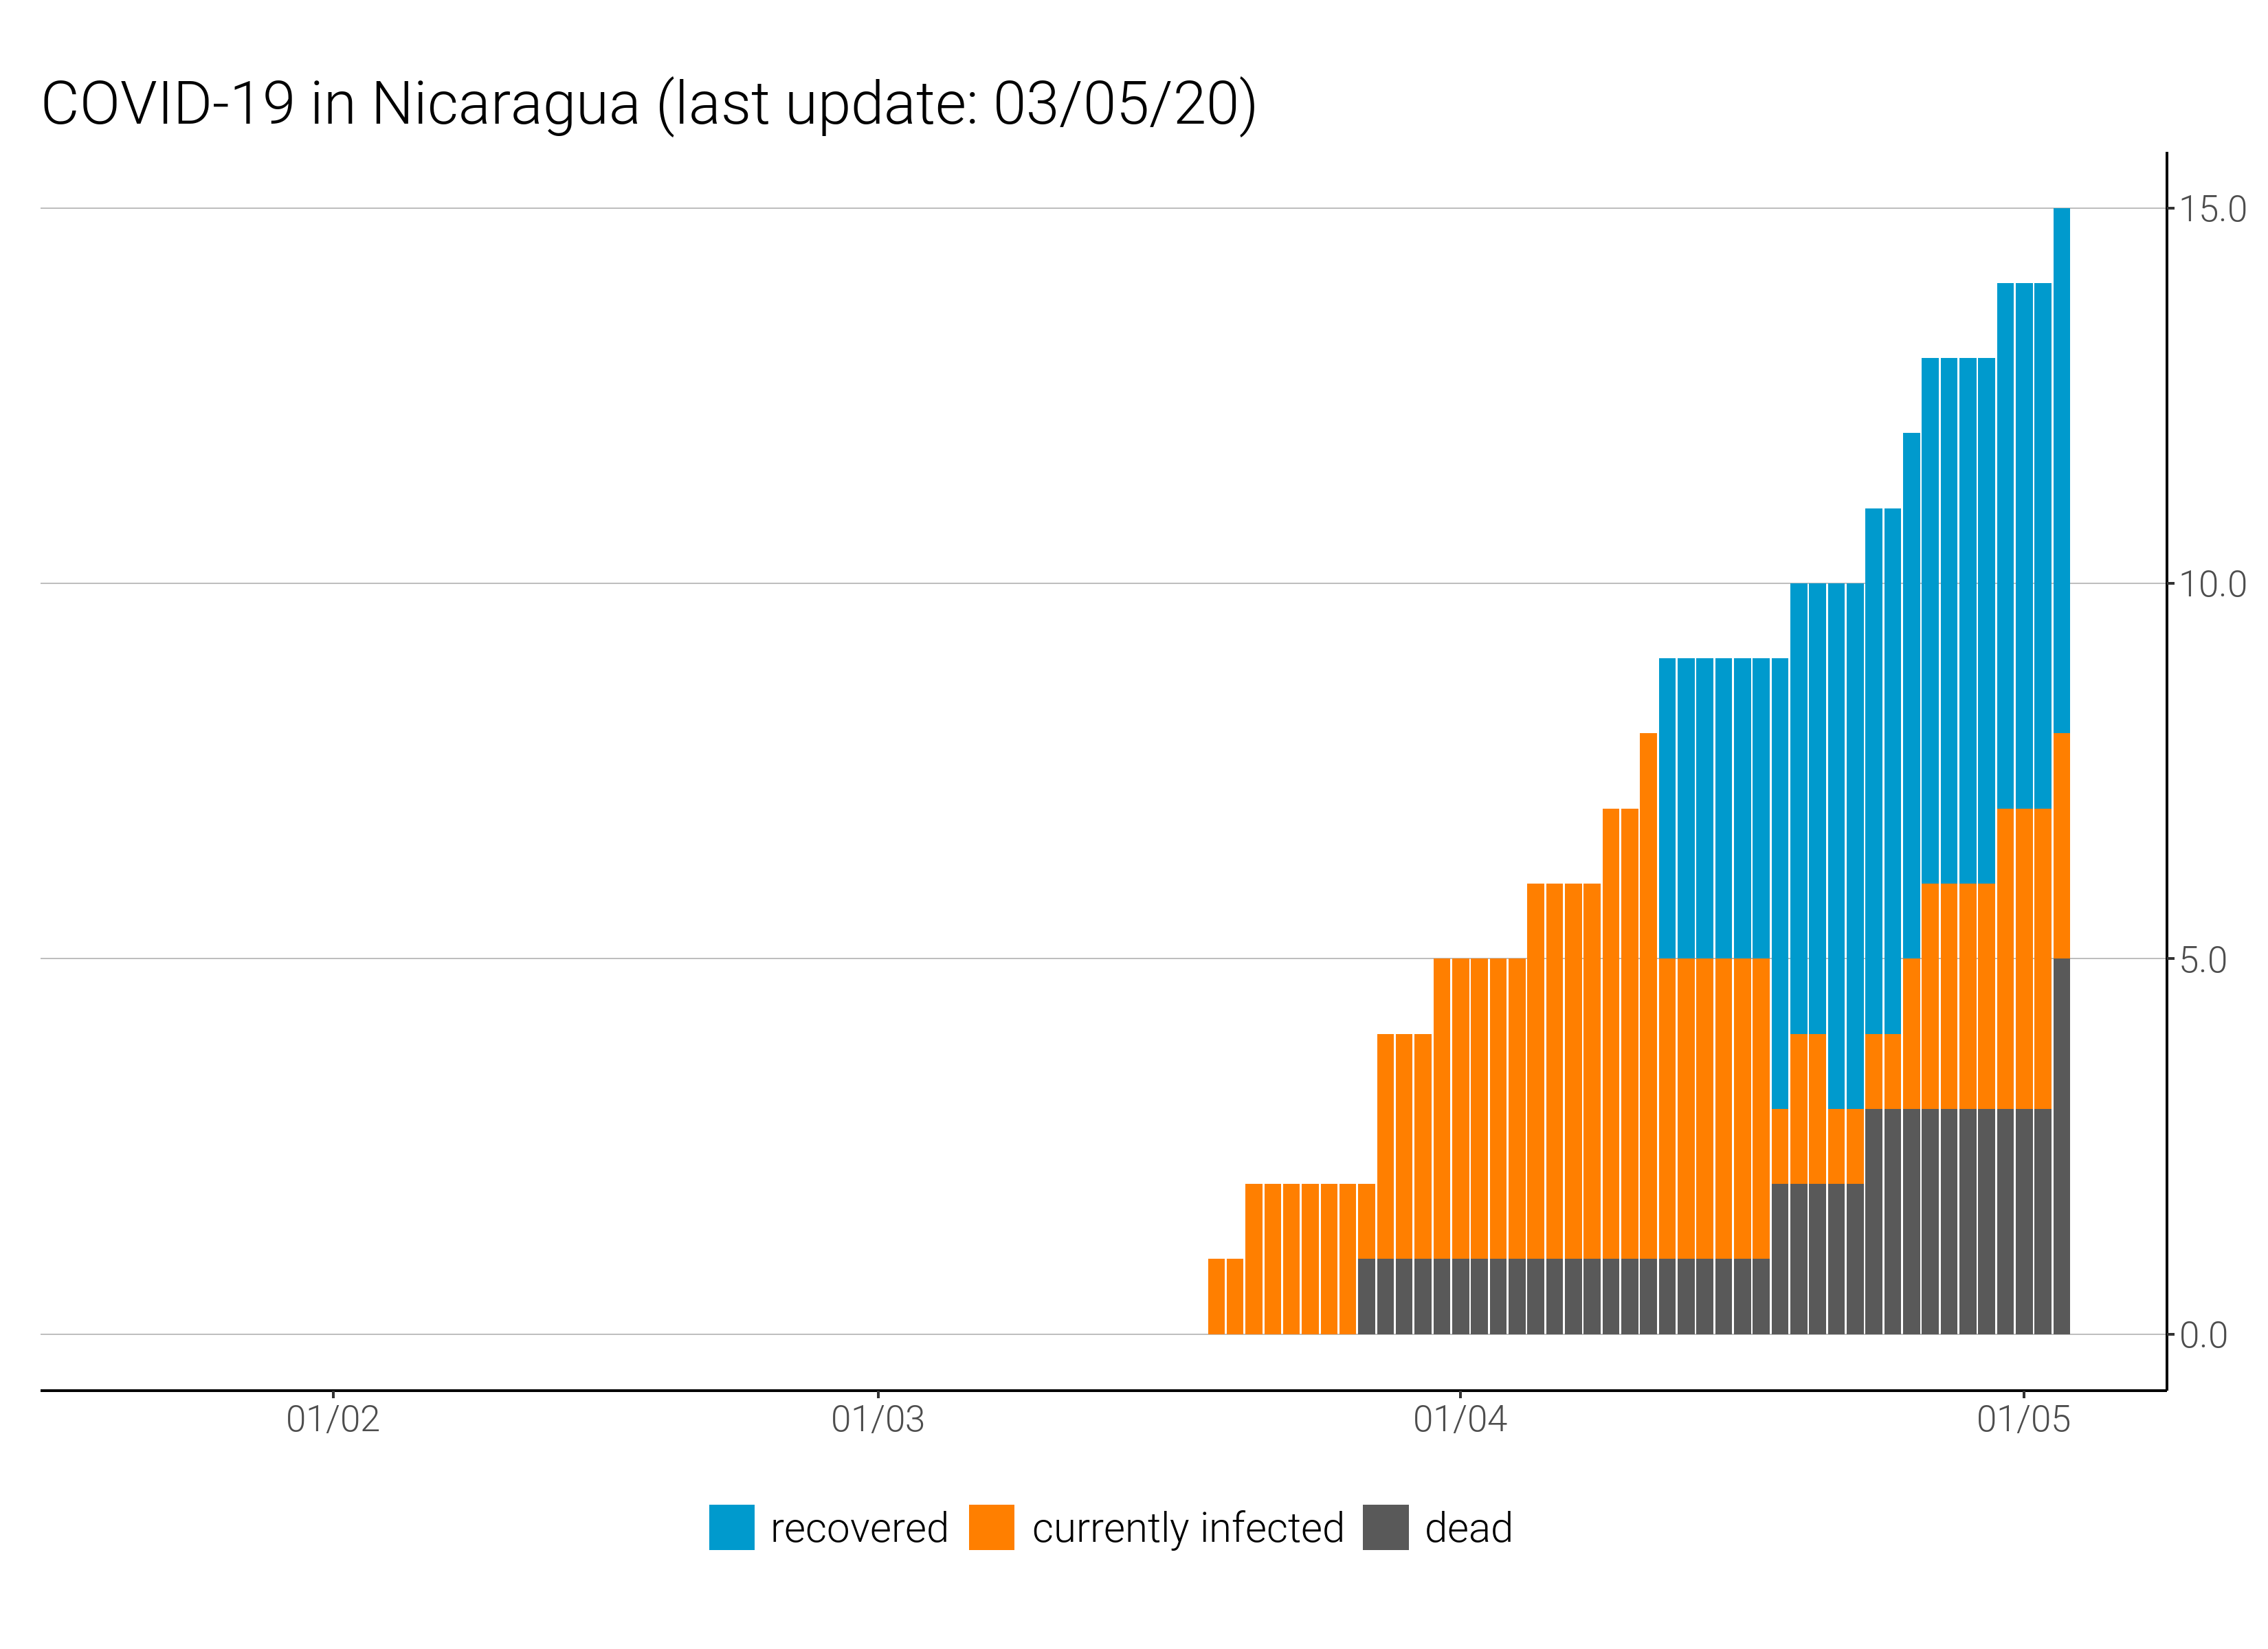 COVID-19 in Nicaragua (last update: 03/05/20)
15.0
10.0
5.0
0.0
01/02 01/03 01/04 01/05
recovered currently infected dead